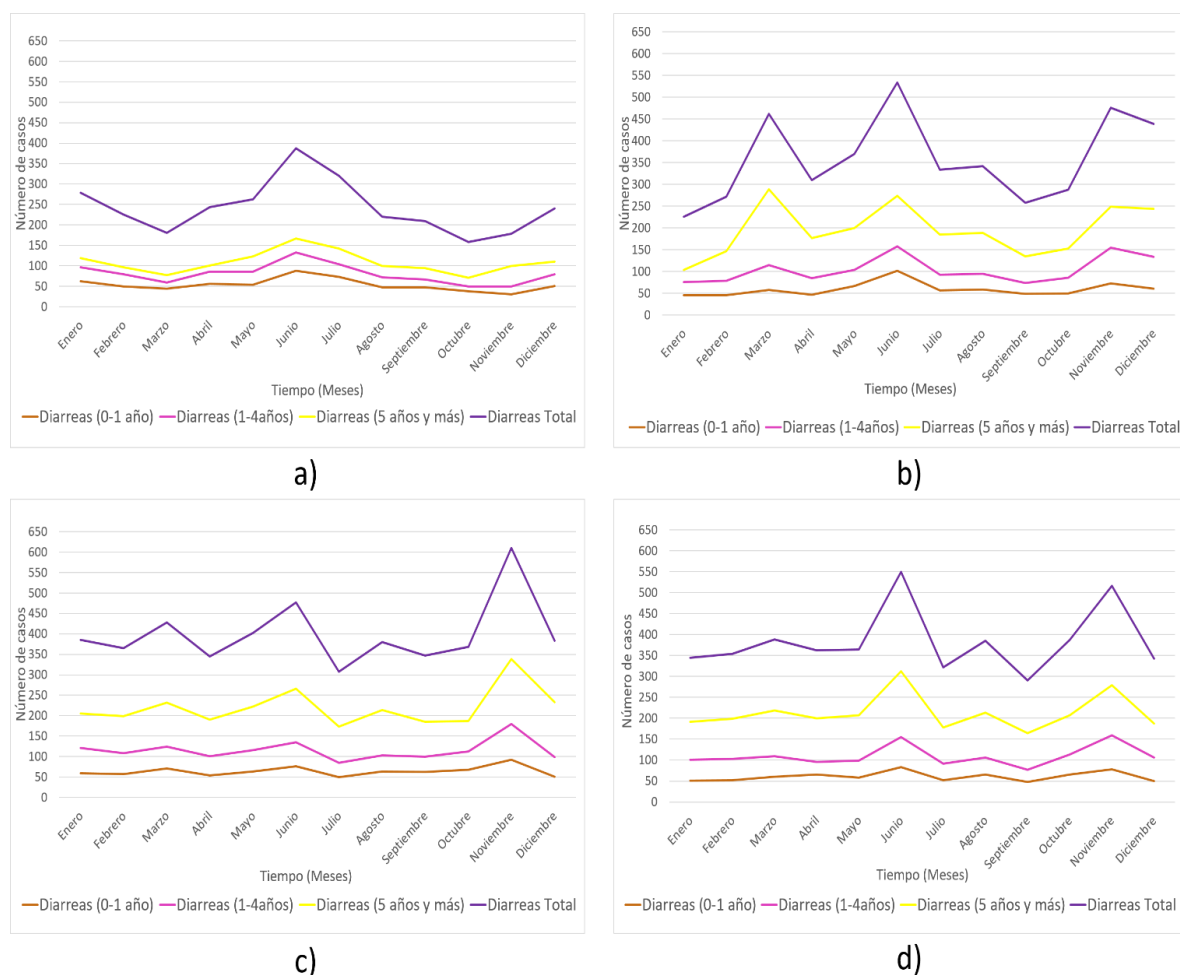 650
600
550
500
450
400
350
300
250
200
150
100
50
0
Número de casos
Enero
Febrero
Marzo
Abril
Mayo
Junio
Julio
Agosto
Septiembre
Octubre
Noviembre
Diciembre
Tiempo (Meses)
Diarreas (0-1 año) Diarreas (1-4años) Diarreas (5 años y más) Diarreas Total
a)
650
600
550
500
450
400
350
300
250
200
150
100
50
0
Número de casos
Enero
Febrero
Marzo
Abril
Mayo
Junio
Julio
Agosto
Septiembre
Octubre
Noviembre
Diciembre
Tiempo (Meses)
Diarreas (0-1 año) Diarreas (1-4años) Diarreas (5 años y más) Diarreas Total
b)
650
600
550
500
450
400
350
300
250
200
150
100
50
0
Número de casos
Enero
Febrero
Marzo
Abril
Mayo
Junio
Julio
Agosto
Septiembre
Octubre
Noviembre
Diciembre
Tiempo (Meses)
Diarreas (0-1 año) Diarreas (1-4años) Diarreas (5 años y más) Diarreas Total
c)
650
600
550
500
450
400
350
300
250
200
150
100
50
0
Número de casos
Enero
Febrero
Marzo
Abril
Mayo
Junio
Julio
Agosto
Septiembre
Octubre
Noviembre
Diciembre
Tiempo (Meses)
Diarreas (0-1 año) Diarreas (1-4años) Diarreas (5 años y más) Diarreas Total
d)